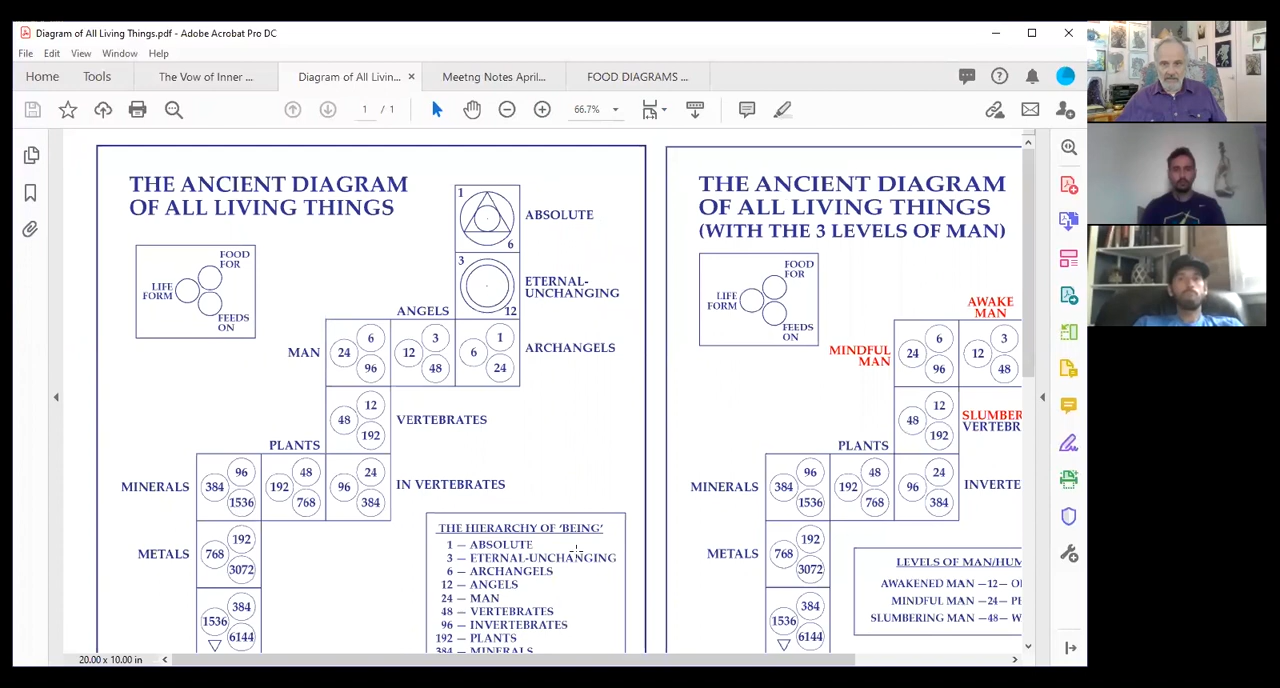 Diagram of All Living Things.pdf - Adobe Acrobat Pro DC
File Edit View Window Help
Home Tools The Vow of Inner ... Diagram of All Livin... × Meetng Notes April... FOOD DIAGRAMS ...
1 / 1 66.7%
THE ANCIENT DIAGRAM
OF ALL LIVING THINGS
FOOD
FOR
LIFE
FORM
FEEDS
ON
1
6
ABSOLUTE
3
12
ETERNAL-
UNCHANGING
ANGELS
MAN
24 6 96
12 3 48
6 1 24
ARCHANGELS
48 12 192
VERTEBRATES
PLANTS
MINERALS
384 96 1536
192 48 768
96 24 384
IN VERTEBRATES
METALS
768 192 3072
1536 384 6144
THE HIERARCHY OF ‘BEING’
1 — ABSOLUTE
3 — ETERNAL-UNCHANGING
6 — ARCHANGELS
12 — ANGELS
24 — MAN
48 — VERTEBRATES
96 — INVERTEBRATES
192 — PLANTS
384 — MINERALS
THE ANCIENT DIAGRAM
OF ALL LIVING THINGS
(WITH THE 3 LEVELS OF MAN)
FOOD
FOR
LIFE
FORM
FEEDS
ON
AWAKE
MAN
MINDFUL
MAN
24 6 96
12 3 48
48 12 192
SLUMBER
VERTEBR
PLANTS
MINERALS
384 96 1536
192 48 768
96 24 384
INVERTE
METALS
768 192 3072
1536 384 6144
LEVELS OF MAN/HUM
AWAKENED MAN —12— O
MINDFUL MAN —24— P
SLUMBERING MAN —48— W
20.00 x 10.00 in